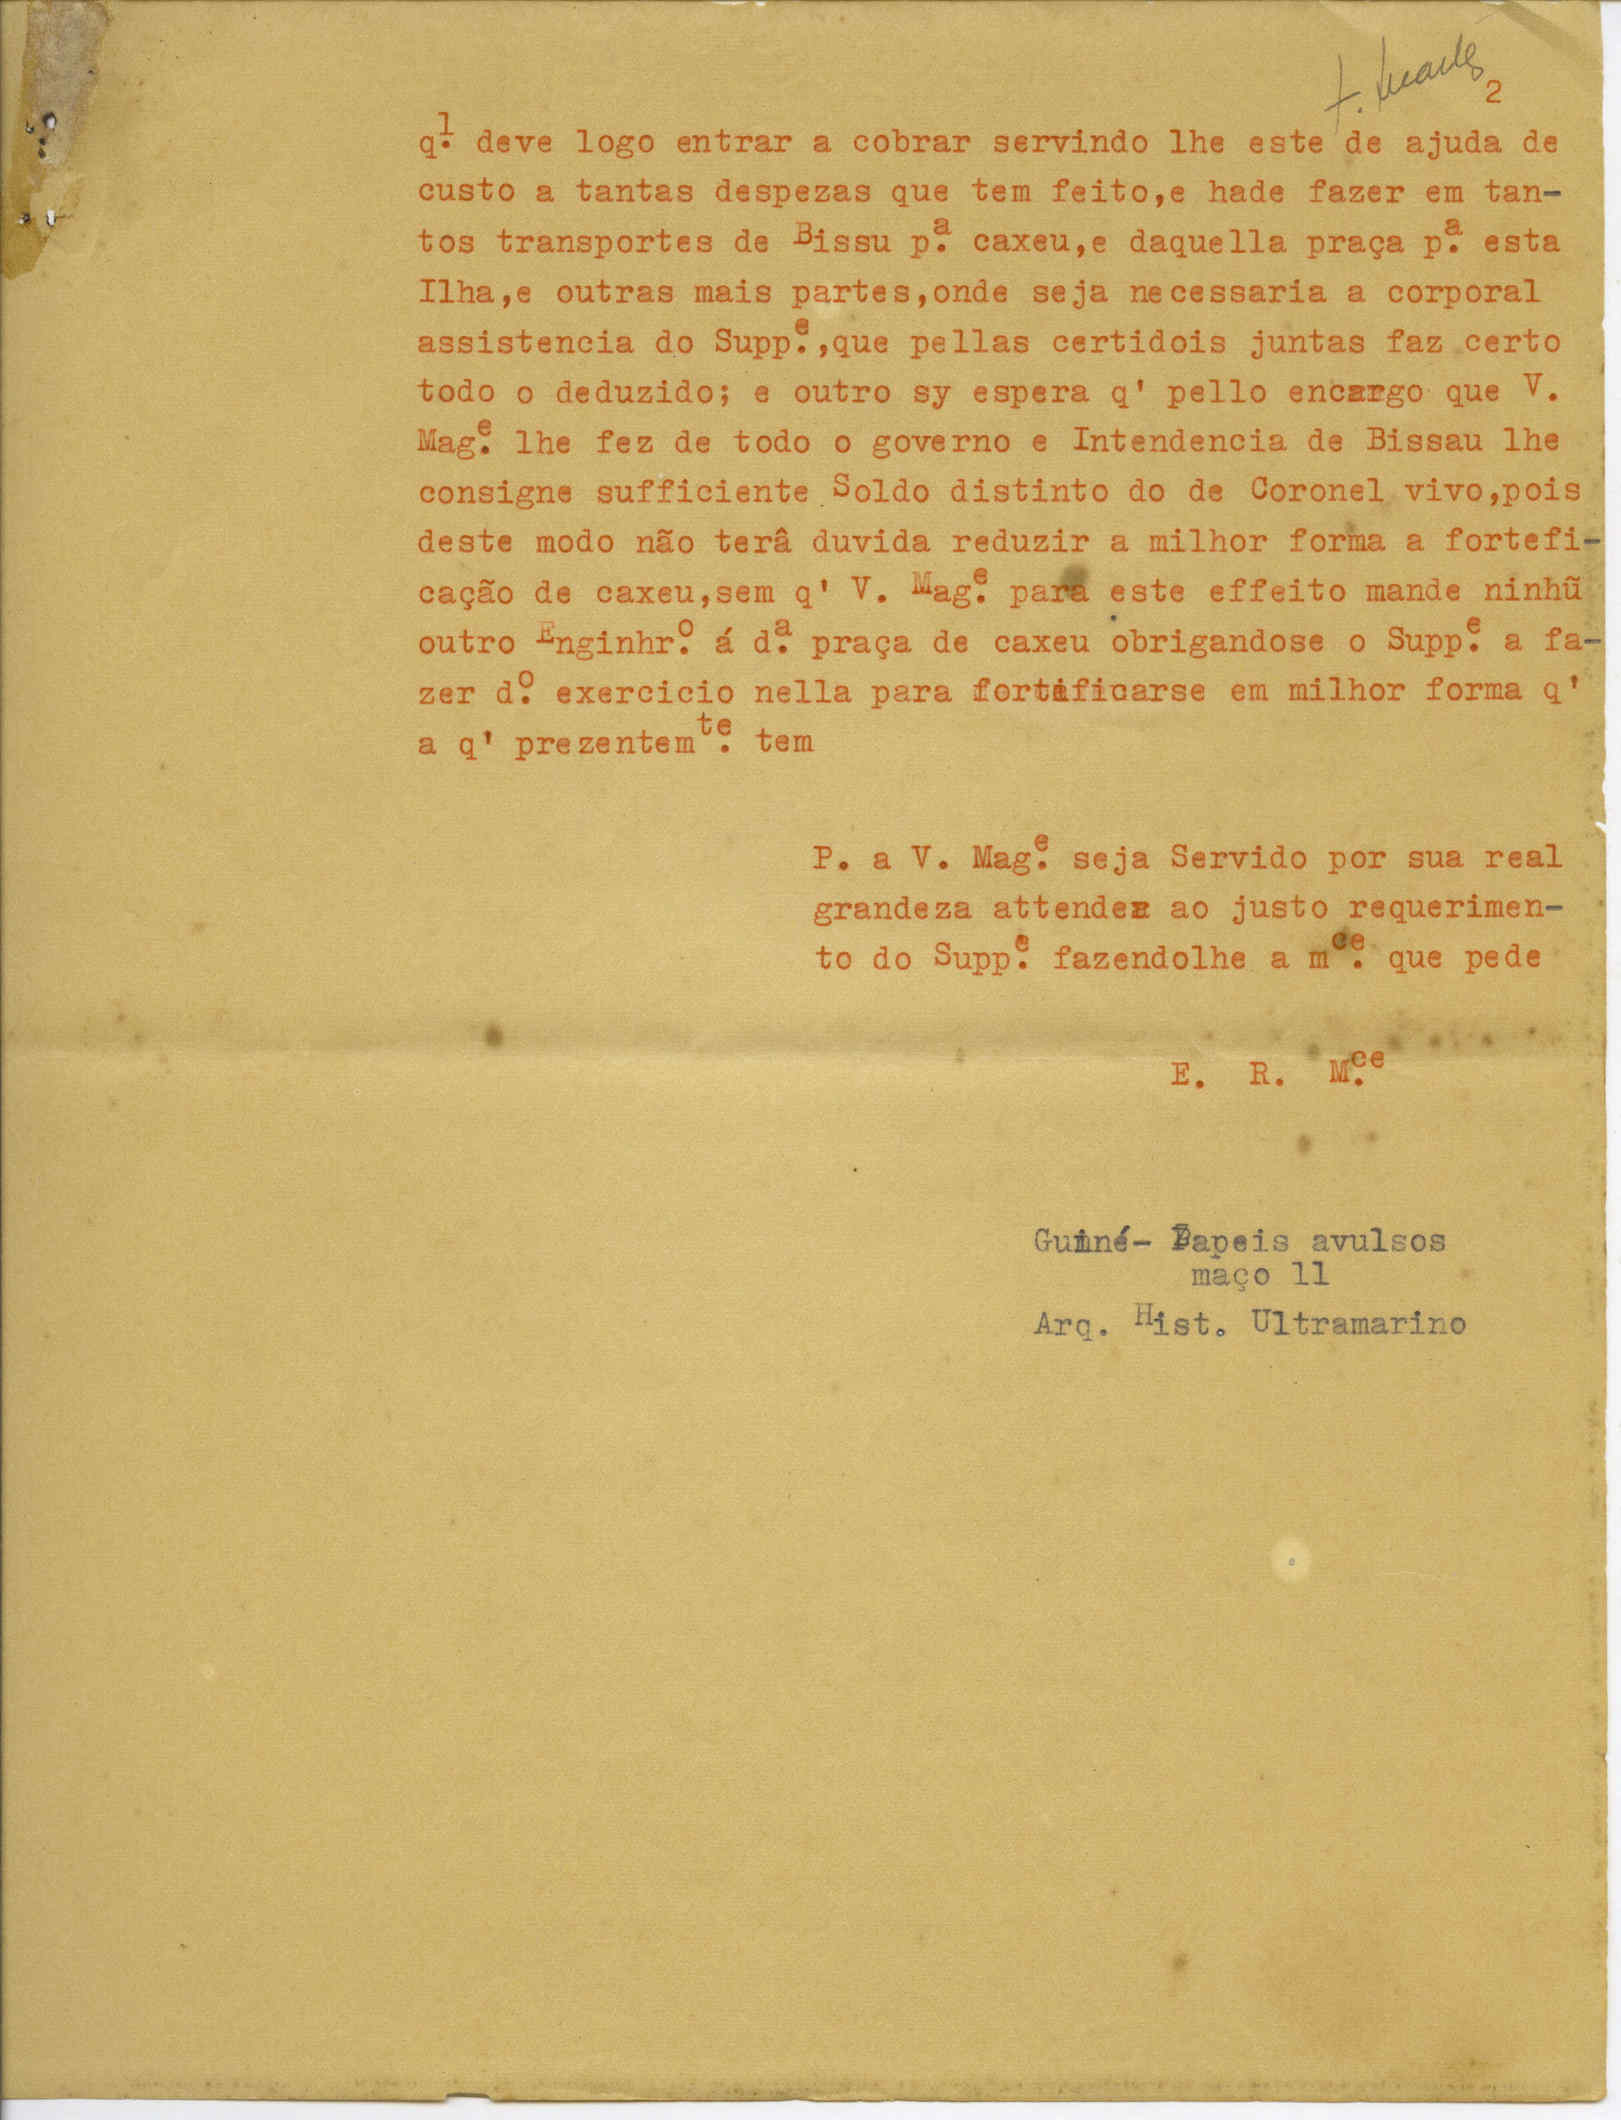 2
q.l deve logo entrar a cobrar servindo lhe este de ajuda de
custo a tantas despezas que tem feito,e hade fazer em tan-
tos transportes de Bissu p.a caxeu,e daquella praça p.a esta
Ilha,e outras mais partes,onde seja necessaria a corporal
assistencia do Supp.e,que pellas certidois juntas faz certo
todo o deduzido; e outro sy espera q' pello encargo que V.
Mag.e lhe fez de todo o governo e Intendencia de Bissau lhe
consigne sufficiente Soldo distinto do de Coronel vivo,pois
deste modo não terâ duvida reduzir a milhor forma a fortefi-
cação de caxeu,sem q' V. Mag.e para este effeito mande ninhũ
outro Enginhr.o á d.a praça de caxeu obrigandose o Supp.e a fa-
zer d.o exercicio nella para fortificarse em milhor forma q'
a q' prezentemte. tem
P. a V. Mag.e seja Servido por sua real
grandeza attender ao justo requerimen-
to do Supp.e fazendolhe a mce. que pede
E. R. M.ce
Guiné- Papeis avulsos
maço 11
Arq. Hist. Ultramarino